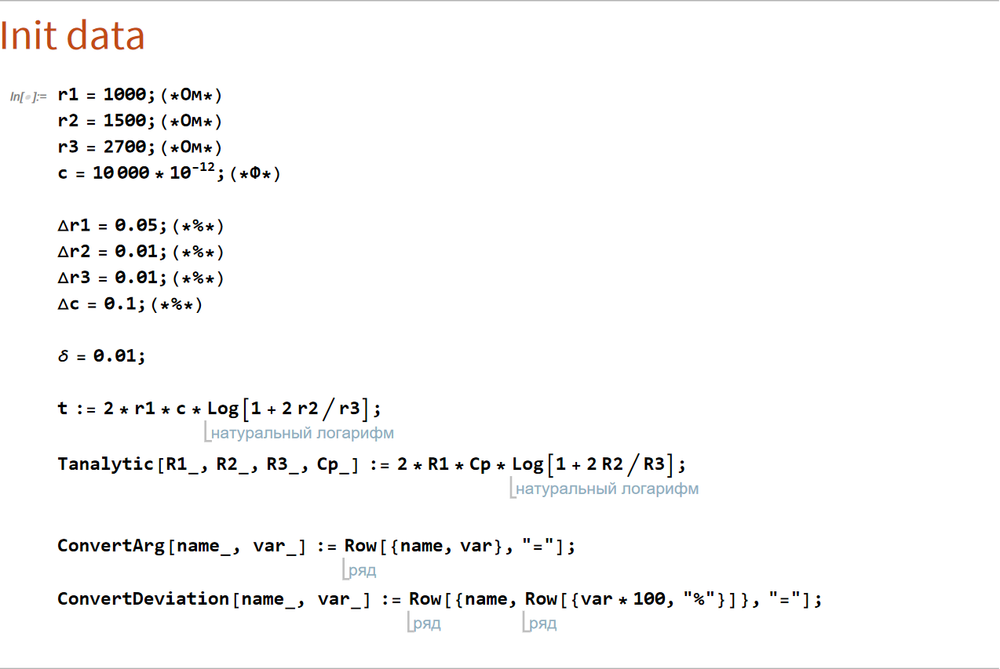 Init data
In[◦]:= r1 = 1000; (*Ом*)
r2 = 1500; (*Ом*)
r3 = 2700; (*Ом*)
c = 10 000 * 10⁻¹²; (*Ф*)
Δr1 = 0.05; (*%*)
Δr2 = 0.01; (*%*)
Δr3 = 0.01; (*%*)
Δc = 0.1; (*%*)
δ = 0.01;
t := 2 * r1 * c * Log[1 + 2 r2 / r3];
натуральный логарифм
Tanalytic[R1_, R2_, R3_, Cp_] := 2 * R1 * Cp * Log[1 + 2 R2 / R3];
натуральный логарифм
ConvertArg[name_, var_] := Row[{name, var}, "="];
ряд
ConvertDeviation[name_, var_] := Row[{name, Row[{var * 100, "%"}]}, "="];
ряд ряд